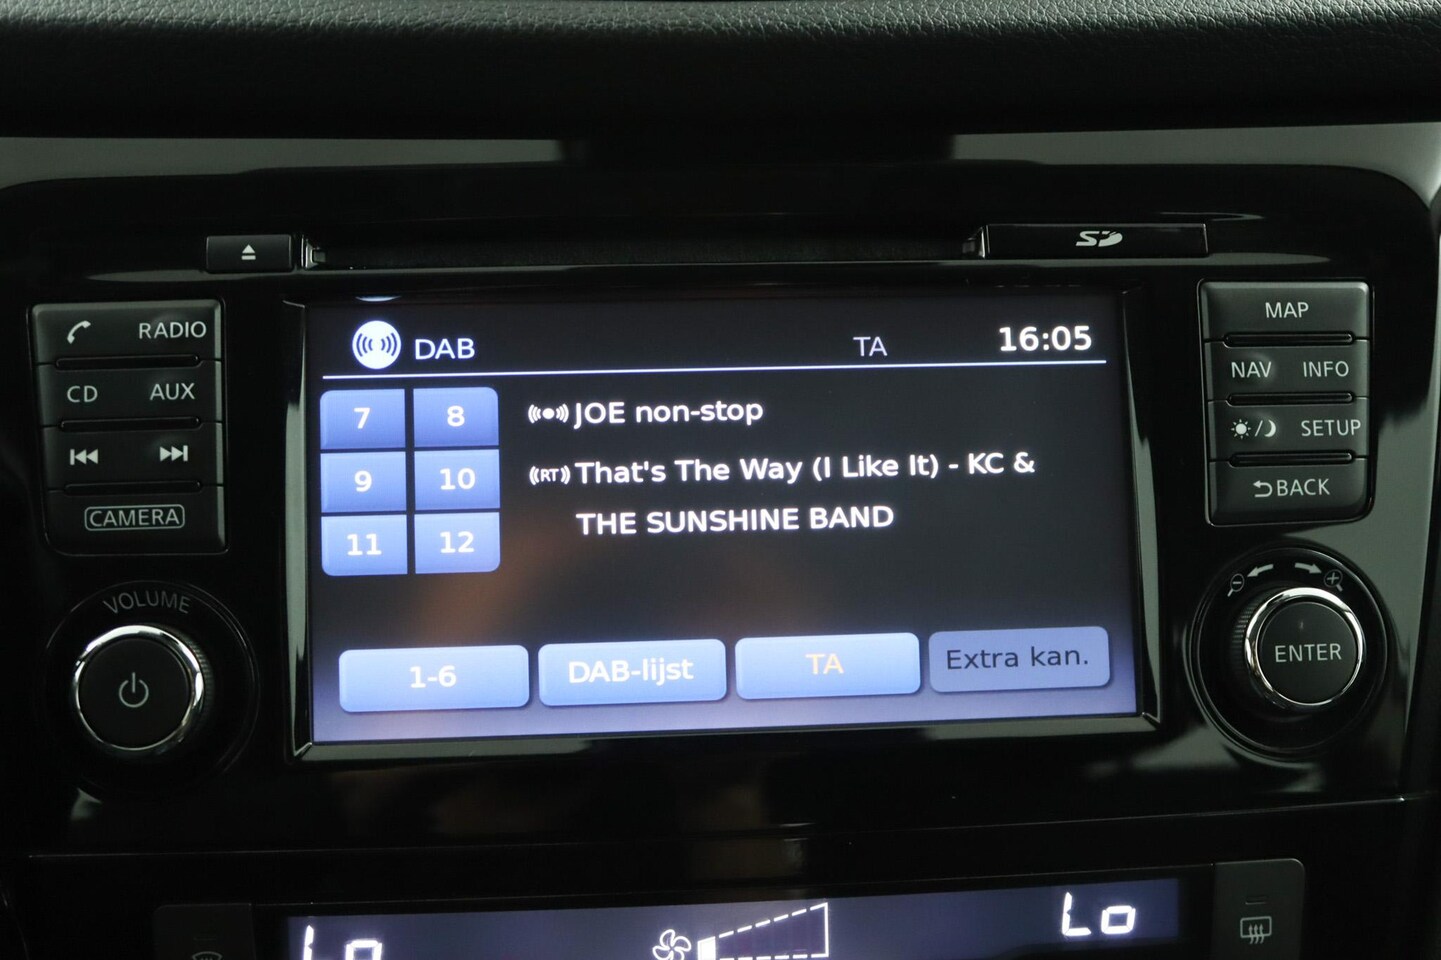 SD
RADIO
CD AUX
CAMERA
VOLUME
DAB TA 16:05
7 8
9 10
11 12
JOE non-stop
(RT) That's The Way (I Like It) - KC &
THE SUNSHINE BAND
1-6 DAB-lijst TA Extra kan.
MAP
NAV INFO
SETUP
BACK
ENTER
Lo Lo